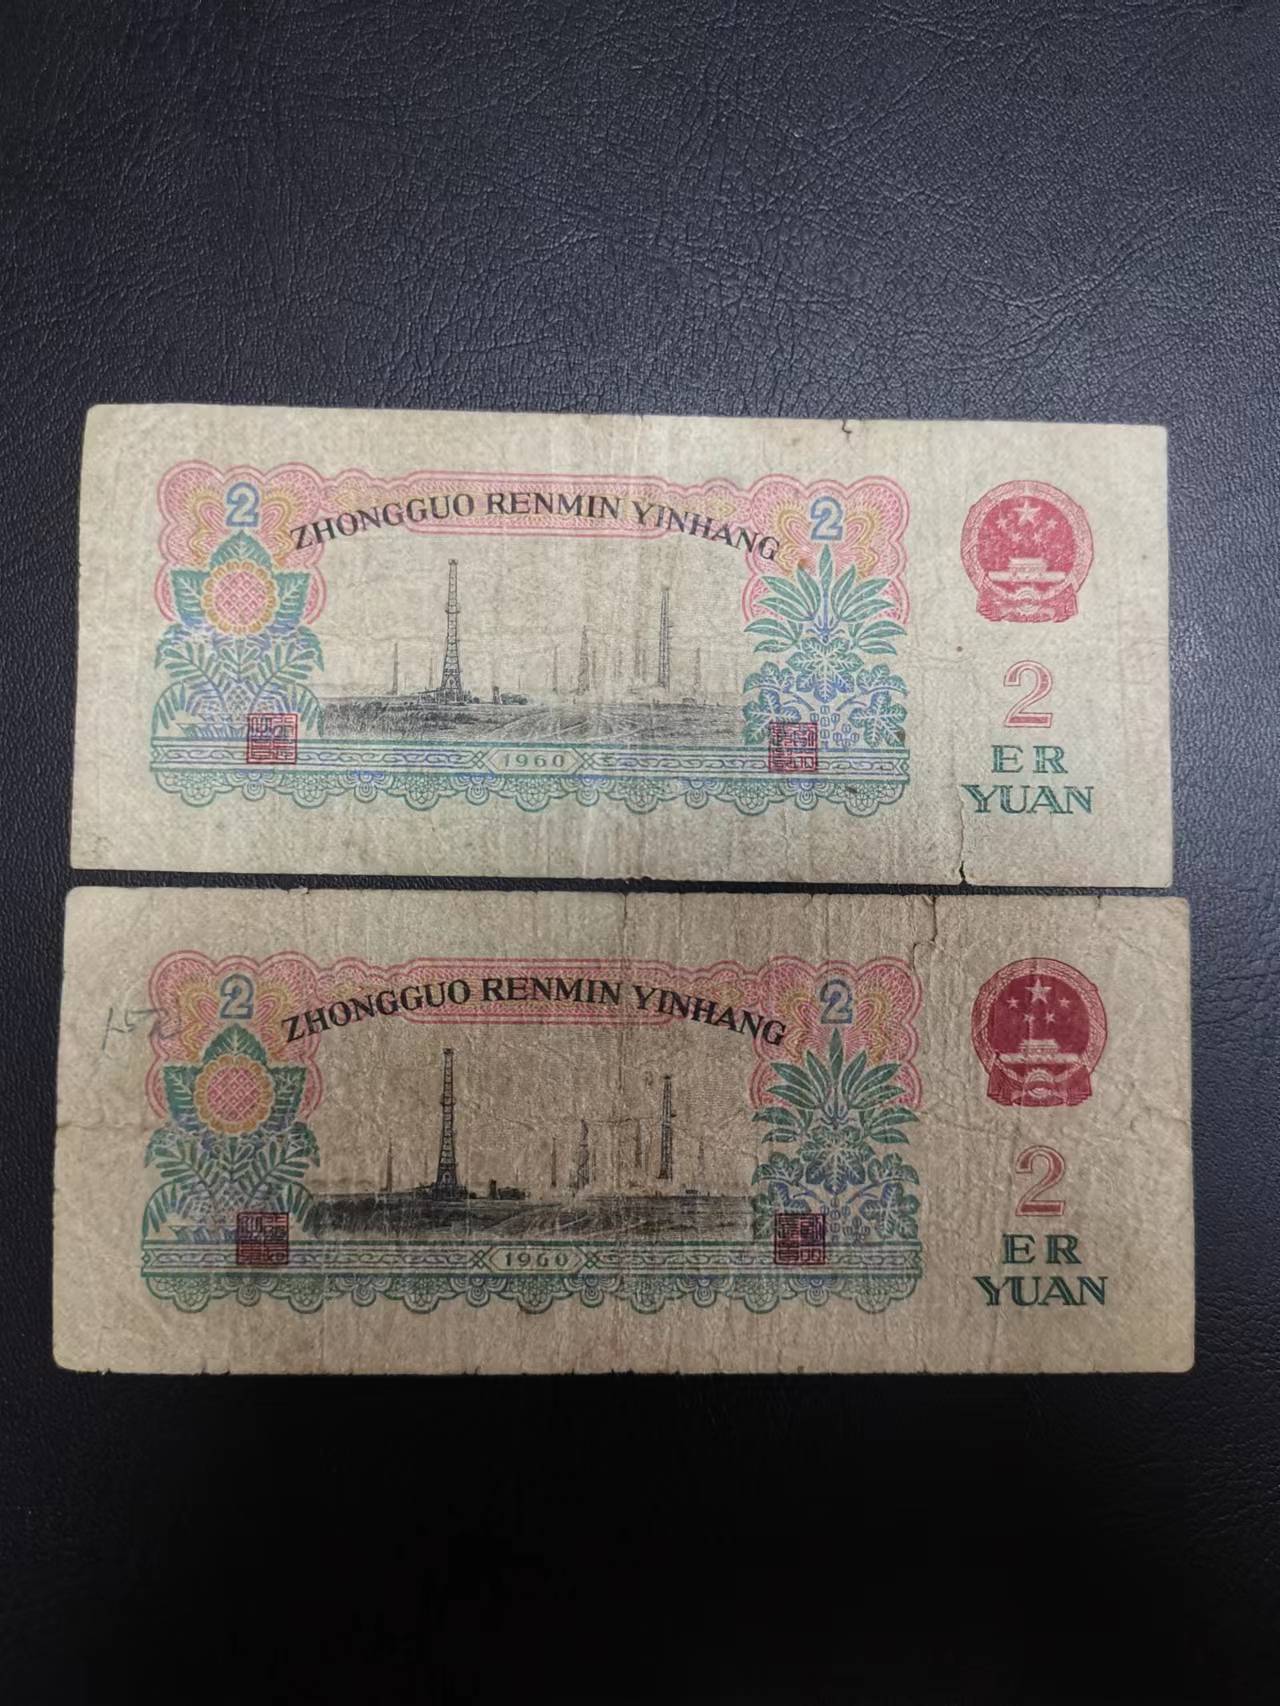 2 ZHONGGUO RENMIN YINHANG 2
1960
2
ER
YUAN
2 ZHONGGUO RENMIN YINHANG 2
1960
2
ER
YUAN